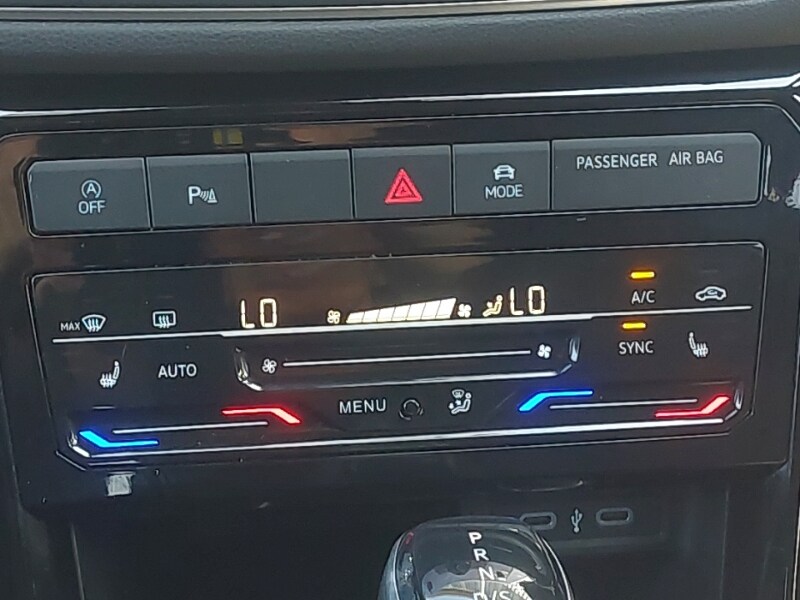 A
OFF
P
MODE
PASSENGER AIR BAG
MAX
LO
LO
A/C
AUTO
SYNC
MENU
P
R
N
D/S